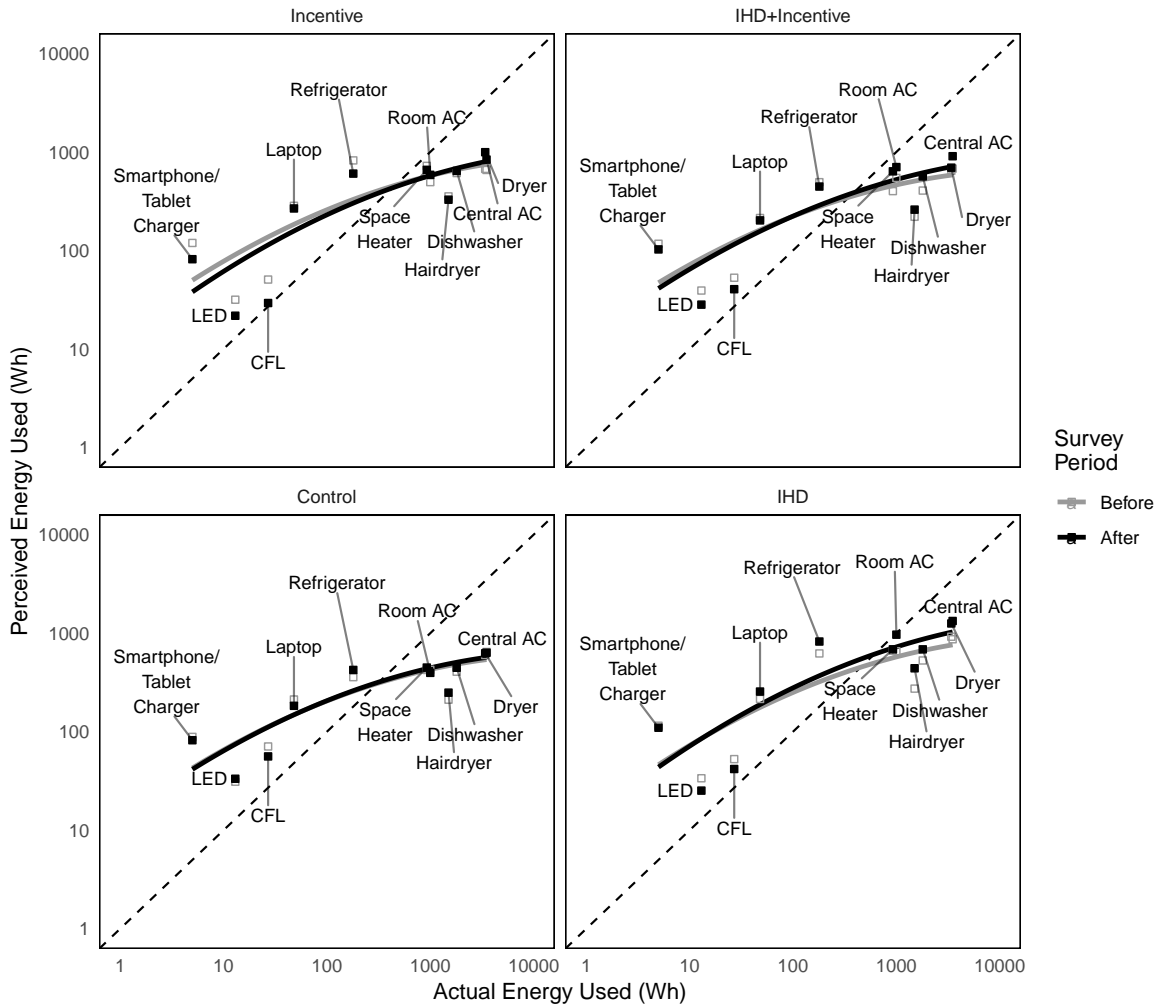 Incentive
IHD+Incentive
10000
1000
100
10
1
Refrigerator
Room AC
Laptop
Smartphone/
Tablet
Charger
Dryer
Space
Heater
Central AC
Dishwasher
Hairdryer
LED
CFL
Room AC
Refrigerator
Central AC
Laptop
Smartphone/
Tablet
Charger
Space
Heater
Dryer
Dishwasher
Hairdryer
LED
CFL
Control
IHD
10000
1000
100
10
1
Refrigerator
Room AC
Laptop
Central AC
Smartphone/
Tablet
Charger
Space
Heater
Dryer
Dishwasher
Hairdryer
LED
CFL
Room AC
Refrigerator
Central AC
Laptop
Smartphone/
Tablet
Charger
Space
Heater
Dryer
Dishwasher
Hairdryer
LED
CFL
1 10 100 1000 10000
1 10 100 1000 10000
Actual Energy Used (Wh)
Perceived Energy Used (Wh)
Survey
Period
Before
After